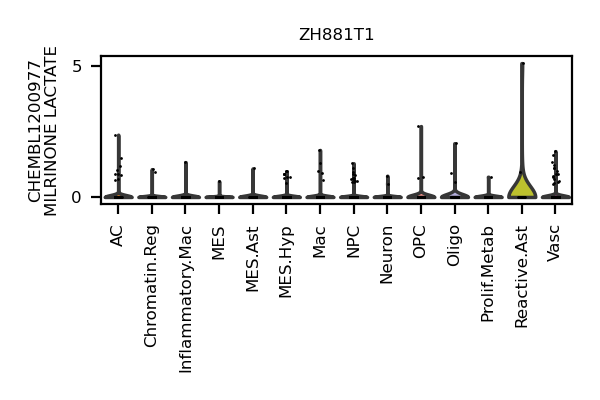 ZH881T1
CHEMBL1200977
MILRINONE LACTATE
5
0
AC
Chromatin.Reg
Inflammatory.Mac
MES
MES.Ast
MES.Hyp
Mac
NPC
Neuron
OPC
Oligo
Prolif.Metab
Reactive.Ast
Vasc